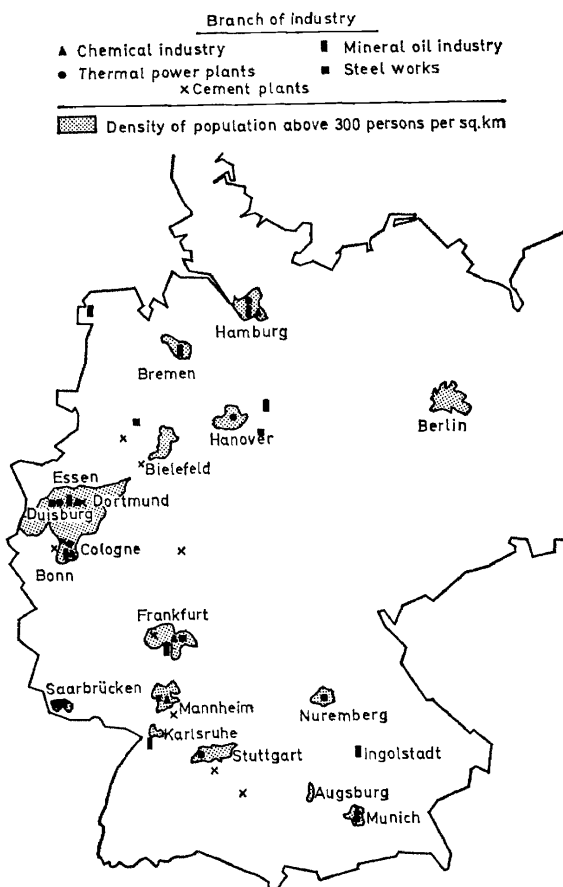 Branch of industry
Chemical industry
Mineral oil industry
Thermal power plants
Steel works
Cement plants
Density of population above 300 persons per sq.km
Hamburg
Bremen
Hanover
Berlin
Bielefeld
Essen
Dortmund
Duisburg
Cologne
Bonn
Frankfurt
Saarbrücken
Mannheim
Nuremberg
Karlsruhe
Stuttgart
Ingolstadt
Augsburg
Munich